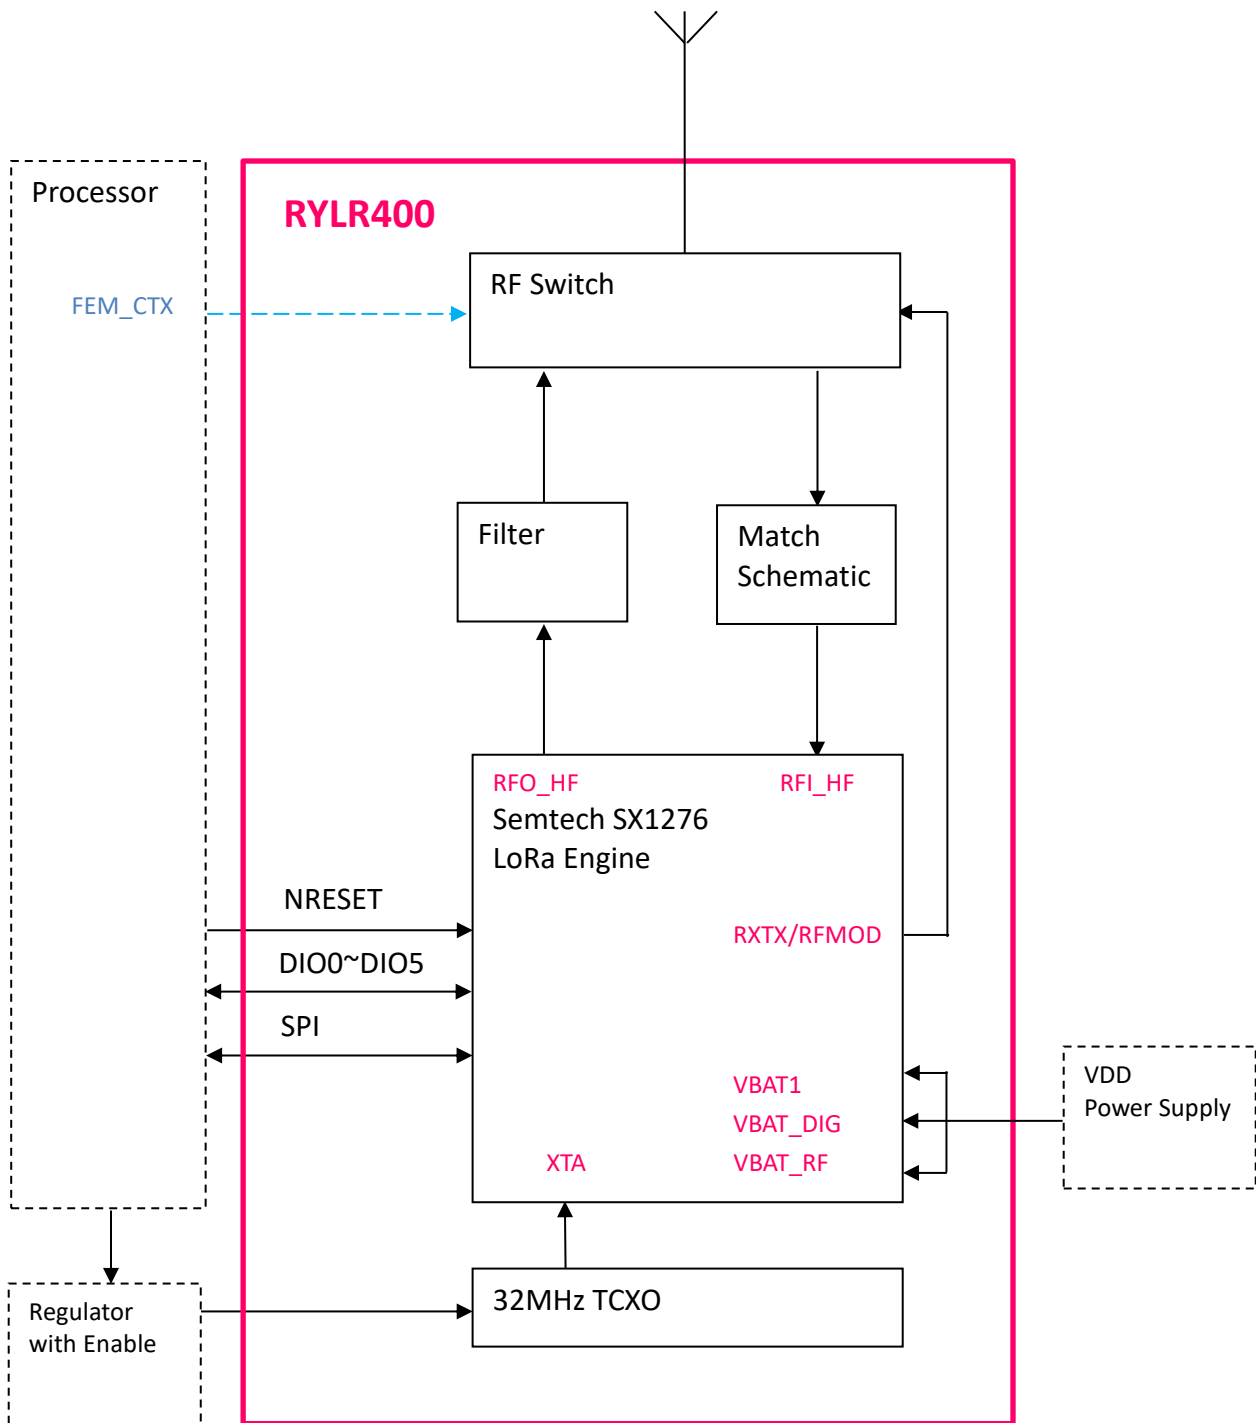 Processor
RYLR400
RF Switch
FEM_CTX
Filter
Match
Schematic
RFO_HF
RFI_HF
Semtech SX1276
LoRa Engine
NRESET
RXTX/RFMOD
DIO0~DIO5
SPI
VBAT1
VBAT_DIG
VBAT_RF
XTA
VDD
Power Supply
32MHz TCXO
Regulator
with Enable